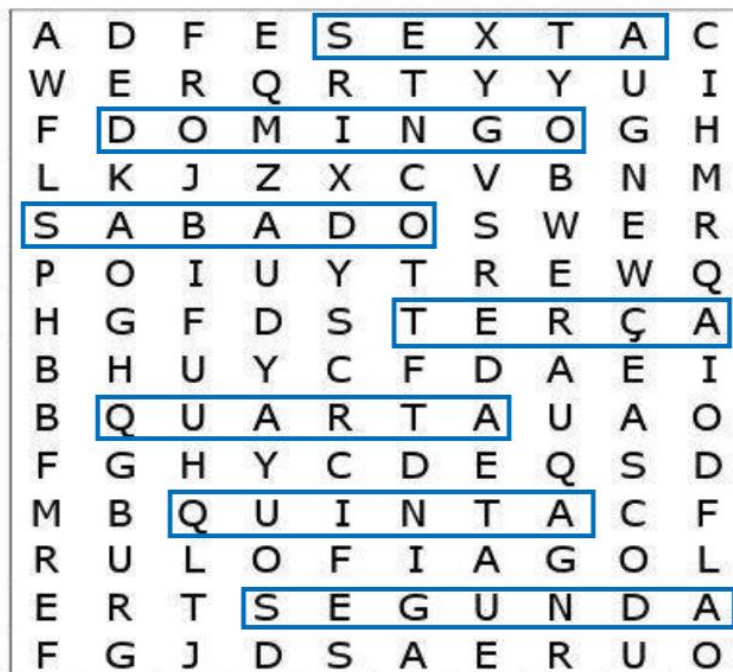 A D F E S E X T A C
W E R Q R T Y Y U I
F D O M I N G O G H
L K J Z X C V B N M
S A B A D O S W E R
P O I U Y T R E W Q
H G F D S T E R Ç A
B H U Y C F D A E I
B Q U A R T A U A O
F G H Y C D E Q S D
M B Q U I N T A C F
R U L O F I A G O L
E R T S E G U N D A
F G J D S A E R U O